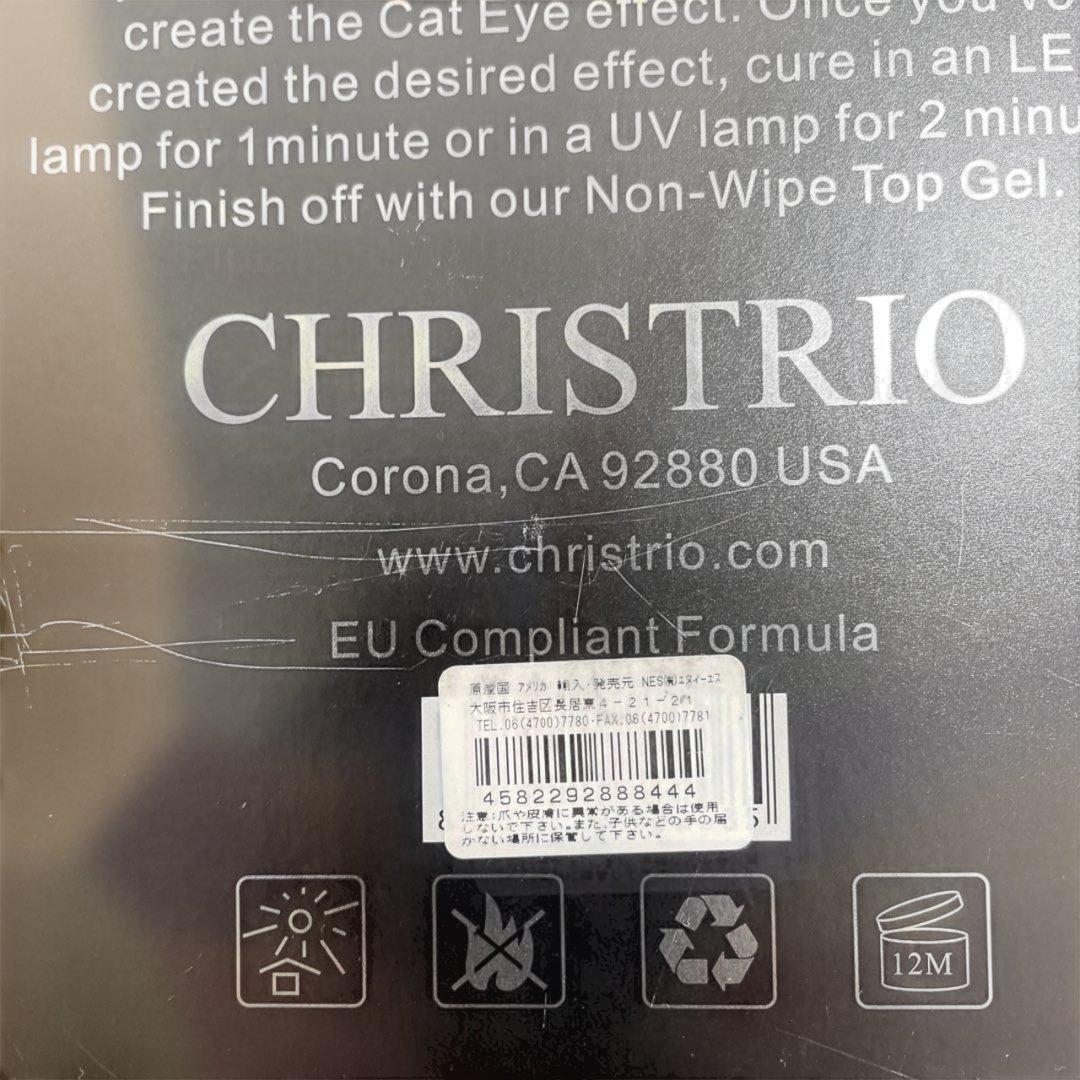 create the Cat Eye effect. Once you
created the desired effect, cure in an LE
lamp for 1minute or in a UV lamp for 2 minu
Finish off with our Non-Wipe Top Gel.
CHRISTRIO
Corona,CA 92880 USA
www.christrio.com
EU Compliant Formula
原産国 アメリカ 輸入・発売元 NES(有)エヌイーエス
大阪市住吉区長居東4-21-21
TEL.06(4700)7780・FAX.06(4700)7781
4582292888444
注意:爪や皮膚に異常がある場合は使用
しないで下さい。また、子供などの手の届
かない場所に保管して下さい。
12M